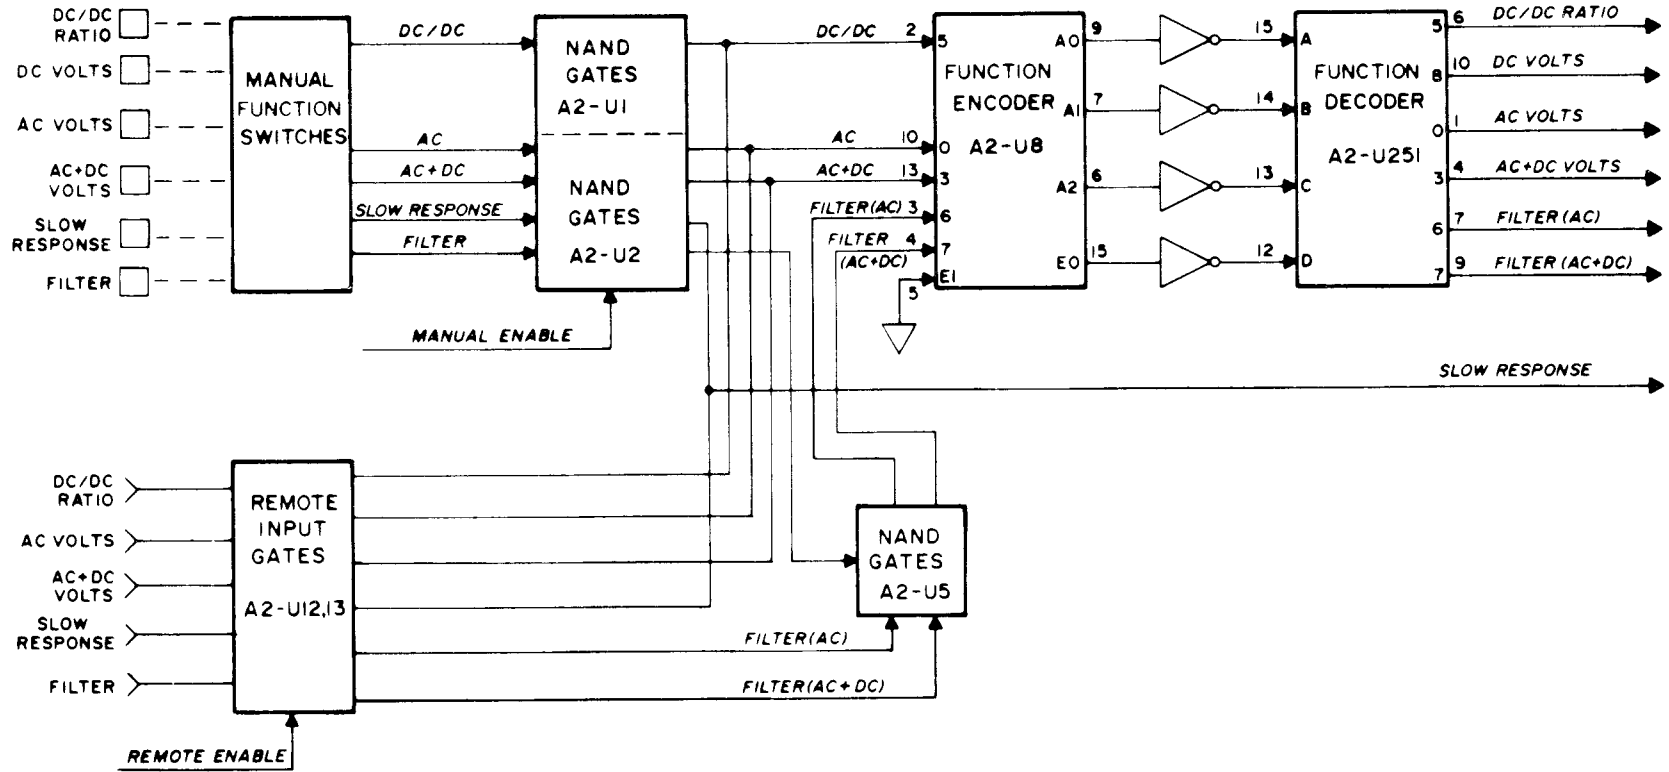 DC/DC
RATIO
DC VOLTS
AC VOLTS
AC+DC
VOLTS
SLOW
RESPONSE
FILTER
MANUAL
FUNCTION
SWITCHES
DC/DC
AC
AC+DC
SLOW RESPONSE
FILTER
NAND
GATES
A2-U1
NAND
GATES
A2-U2
MANUAL ENABLE
DC/DC 2
AC 10
AC+DC 13
FILTER(AC) 3
FILTER 4
(AC+DC)
5
5
FUNCTION
ENCODER
A2-U8
0
3
6
7
E1
A0
A1
A2
E0
9
7
6
15
15
14
13
12
A
B
C
D
FUNCTION
DECODER
A2-U251
5
8
0
3
6
7
6 DC/DC RATIO
10 DC VOLTS
1 AC VOLTS
4 AC+DC VOLTS
7 FILTER(AC)
9 FILTER(AC+DC)
SLOW RESPONSE
DC/DC
RATIO
AC VOLTS
AC+DC
VOLTS
SLOW
RESPONSE
FILTER
REMOTE
INPUT
GATES
A2-U12,13
REMOTE ENABLE
FILTER(AC)
FILTER(AC+DC)
NAND
GATES
A2-U5